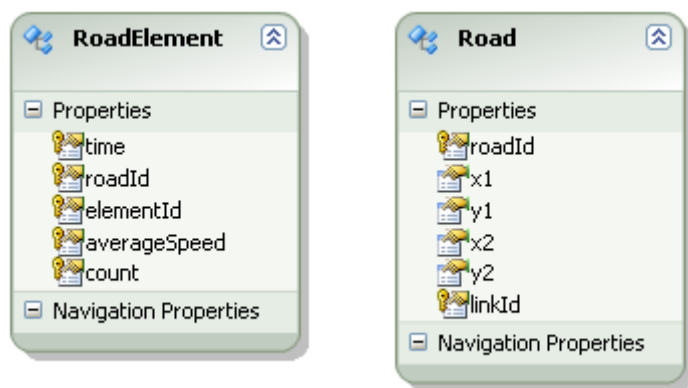 RoadElement
Properties
time
roadId
elementId
averageSpeed
count
Navigation Properties
Road
Properties
roadId
x1
y1
x2
y2
linkId
Navigation Properties